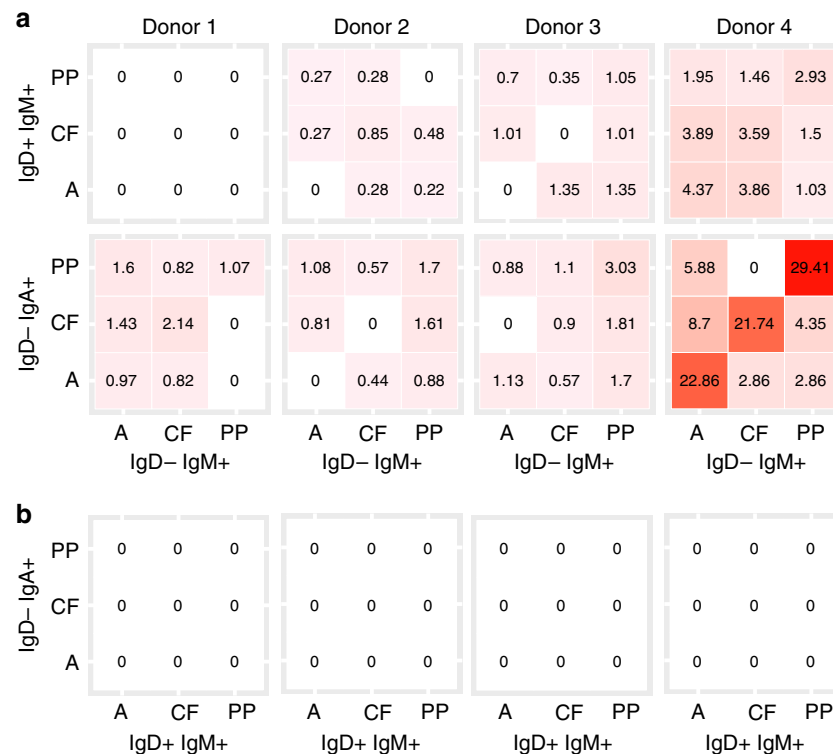 a
Donor 1 Donor 2 Donor 3 Donor 4
IgD+ IgM+
PP 0 0 0 0.27 0.28 0 0.7 0.35 1.05 1.95 1.46 2.93
CF 0 0 0 0.27 0.85 0.48 1.01 0 1.01 3.89 3.59 1.5
A 0 0 0 0 0.28 0.22 0 1.35 1.35 4.37 3.86 1.03
IgD− IgA+
PP 1.6 0.82 1.07 1.08 0.57 1.7 0.88 1.1 3.03 5.88 0 29.41
CF 1.43 2.14 0 0.81 0 1.61 0 0.9 1.81 8.7 21.74 4.35
A 0.97 0.82 0 0 0.44 0.88 1.13 0.57 1.7 22.86 2.86 2.86
A CF PP A CF PP A CF PP A CF PP
IgD− IgM+ IgD− IgM+ IgD− IgM+ IgD− IgM+
b
IgD− IgA+
PP 0 0 0 0 0 0 0 0 0 0 0 0
CF 0 0 0 0 0 0 0 0 0 0 0 0
A 0 0 0 0 0 0 0 0 0 0 0 0
A CF PP A CF PP A CF PP A CF PP
IgD+ IgM+ IgD+ IgM+ IgD+ IgM+ IgD+ IgM+